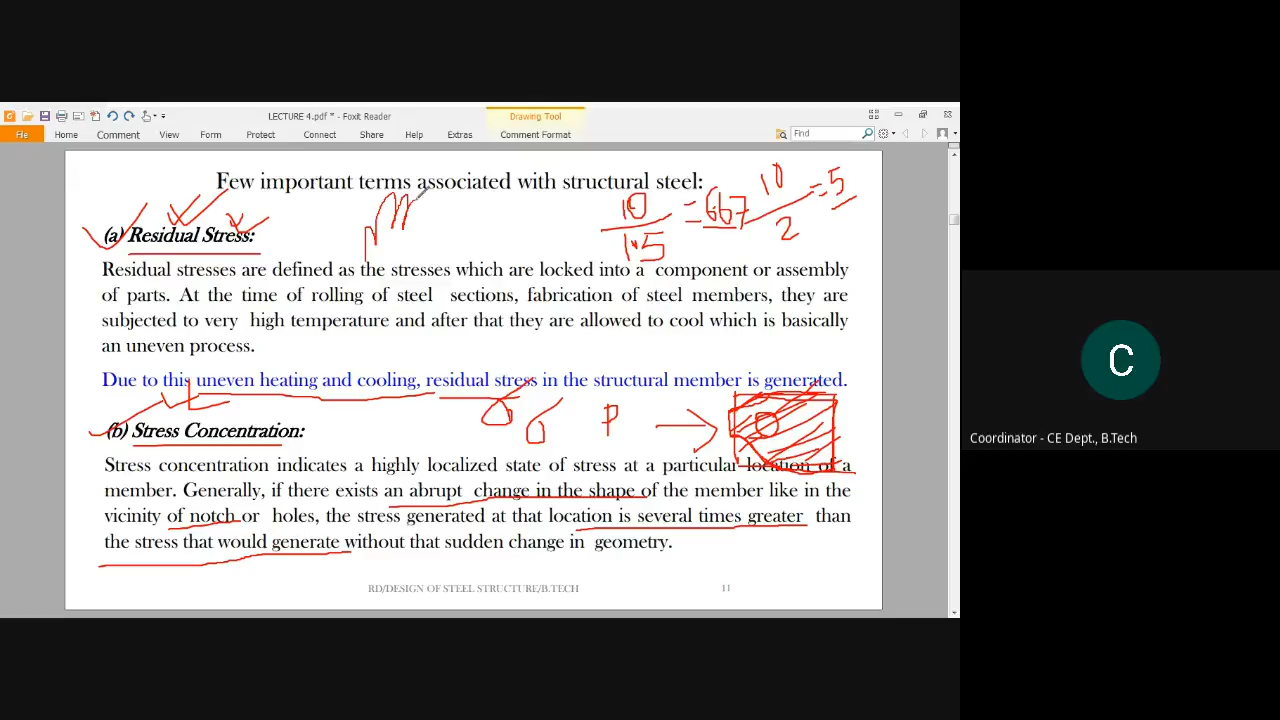 LECTURE 4.pdf * - Foxit Reader
Drawing Tool
File Home Comment View Form Protect Connect Share Help Extras Comment Format Find
Few important terms associated with structural steel:
10/1.5 = 6.67
10/2 = 5
(a) Residual Stress:
Residual stresses are defined as the stresses which are locked into a component or assembly
of parts. At the time of rolling of steel sections, fabrication of steel members, they are
subjected to very high temperature and after that they are allowed to cool which is basically
an uneven process.
Due to this uneven heating and cooling, residual stress in the structural member is generated.
σ σ P
(b) Stress Concentration:
Stress concentration indicates a highly localized state of stress at a particular location of a
member. Generally, if there exists an abrupt change in the shape of the member like in the
vicinity of notch or holes, the stress generated at that location is several times greater than
the stress that would generate without that sudden change in geometry.
RD/DESIGN OF STEEL STRUCTURE/B.TECH 11
C
Coordinator - CE Dept., B.Tech